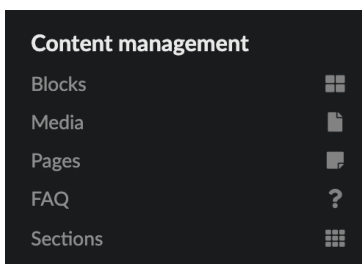 Content management
Blocks
Media
Pages
FAQ
Sections